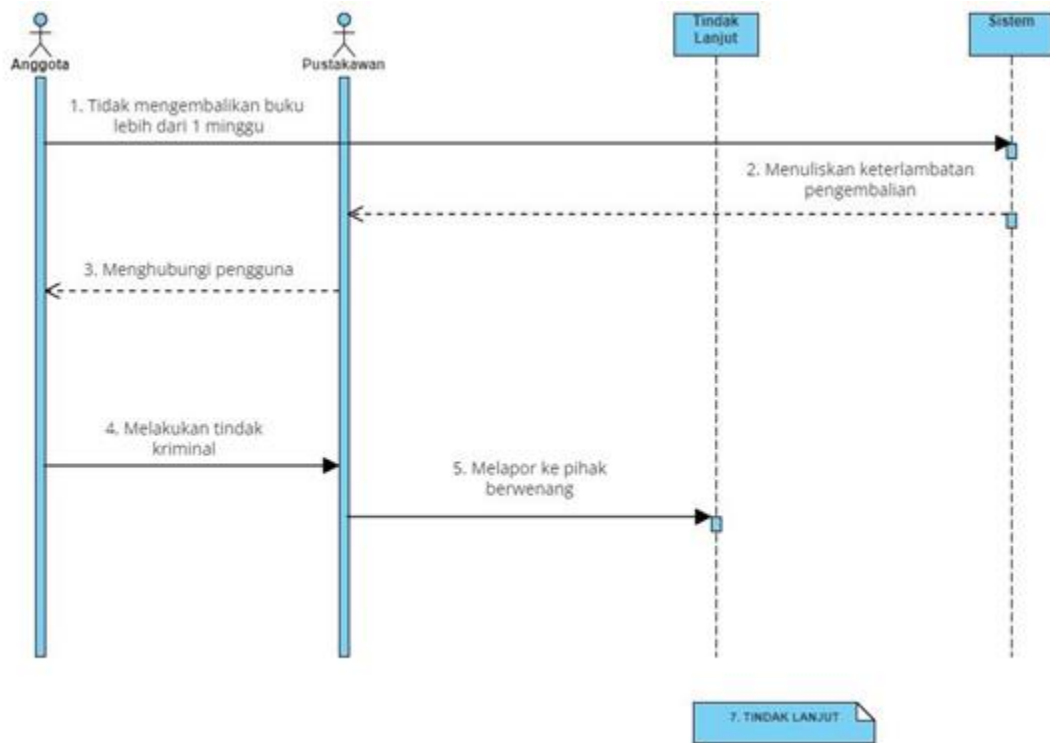 Anggota
Pustakawan
Tindak
Lanjut
Sistem
1. Tidak mengembalikan buku
lebih dari 1 minggu
2. Menuliskan keterlambatan
pengembalian
3. Menghubungi pengguna
4. Melakukan tindak
kriminal
5. Melapor ke pihak
berwenang
7. TINDAK LANJUT